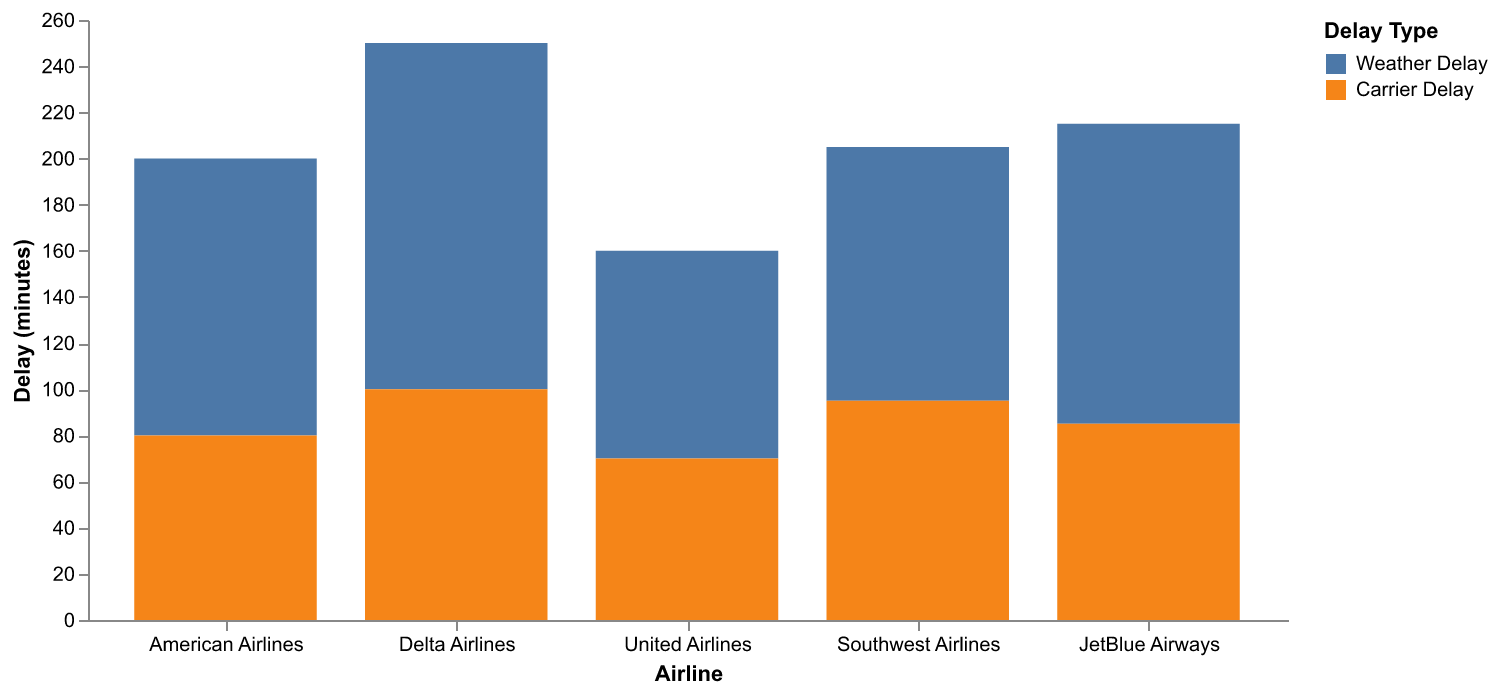 260
240
220
200
180
160
140
120
100
80
60
40
20
0
Delay (minutes)
American Airlines
Delta Airlines
United Airlines
Southwest Airlines
JetBlue Airways
Airline
Delay Type
Weather Delay
Carrier Delay